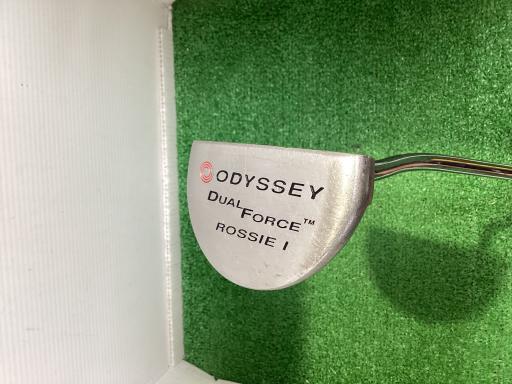 ODYSSEY
DUAL FORCE™
ROSSIE I